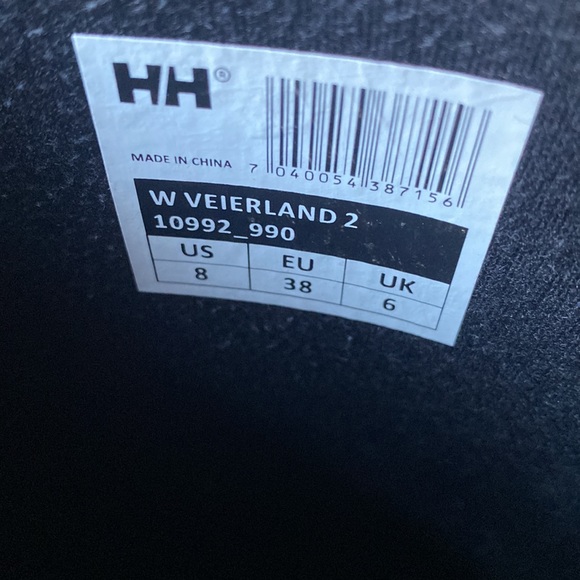 HH®
MADE IN CHINA
7 040054 387156
W VEIERLAND 2
10992_990
US EU UK
8 38 6